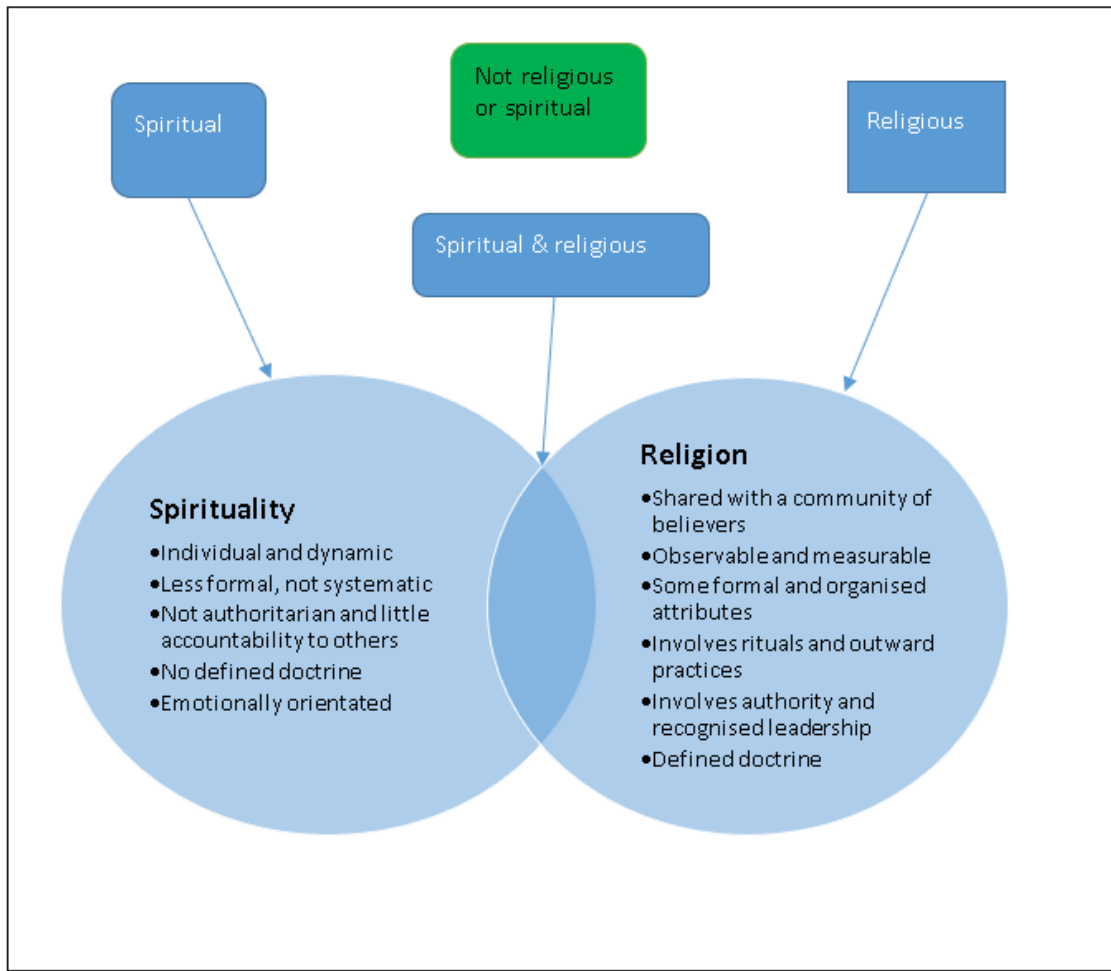 Not religious
or spiritual
Spiritual
Religious
Spiritual & religious
Spirituality
•Individual and dynamic
•Less formal, not systematic
•Not authoritarian and little
accountability to others
•No defined doctrine
•Emotionally orientated
Religion
•Shared with a community of
believers
•Observable and measurable
•Some formal and organised
attributes
•Involves rituals and outward
practices
•Involves authority and
recognised leadership
•Defined doctrine